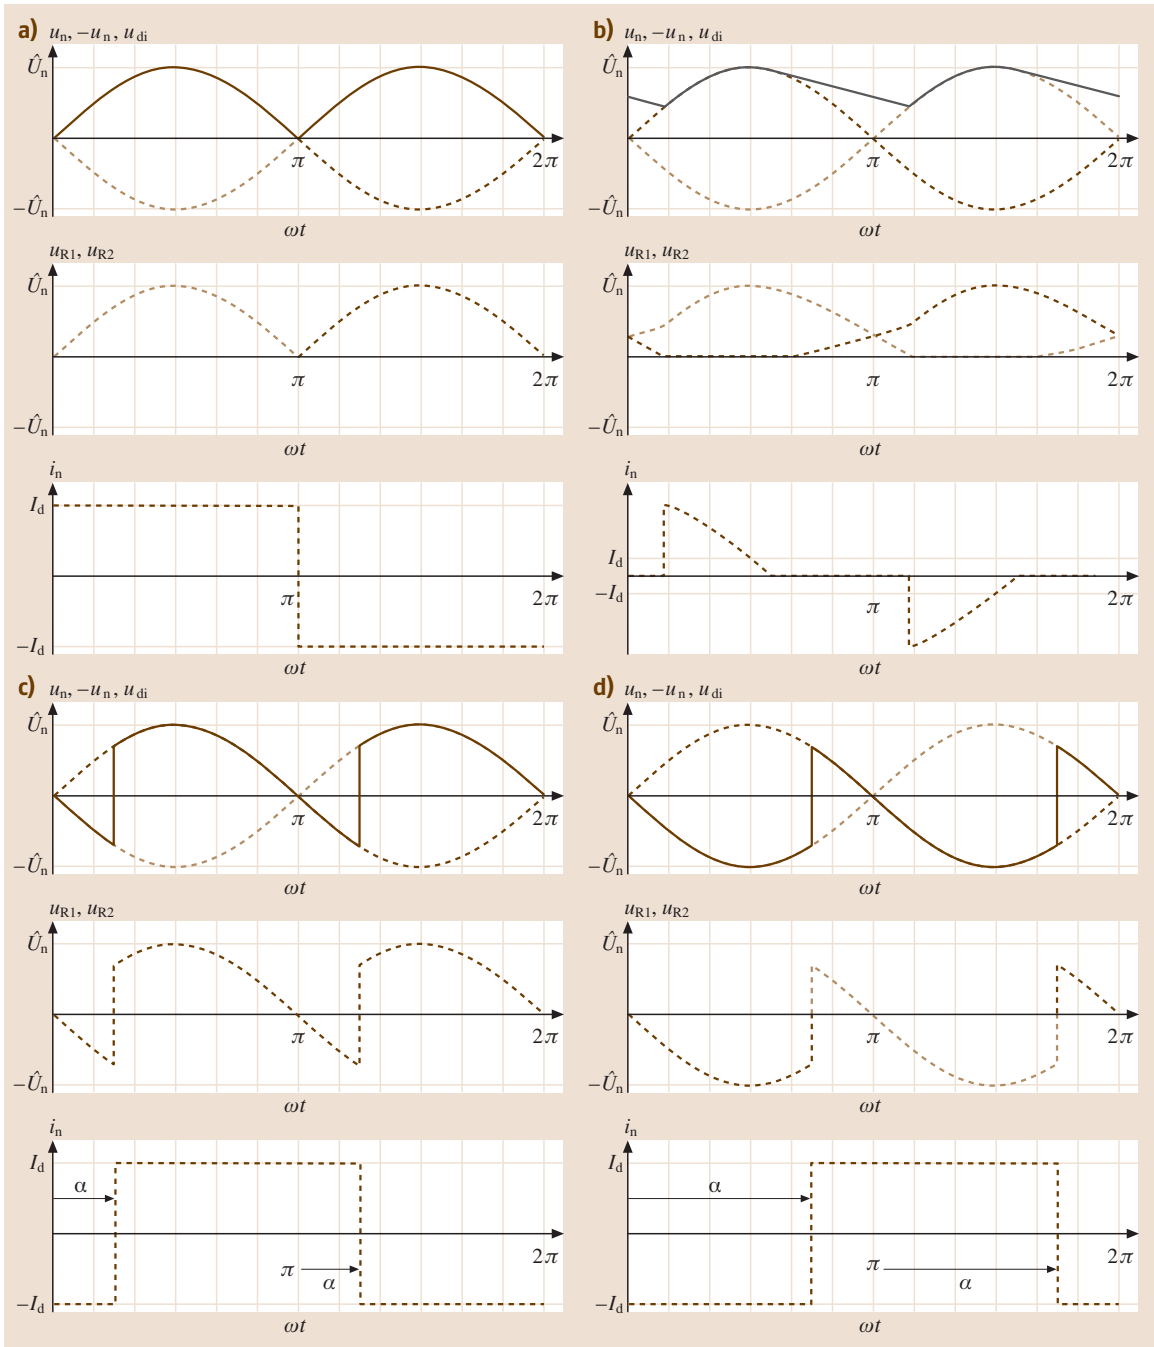 a) uₙ, −uₙ, u_di
Ûₙ
π
2π
−Ûₙ
ωt
u_R1, u_R2
Ûₙ
π
2π
−Ûₙ
ωt
iₙ
I_d
π
2π
−I_d
ωt
b) uₙ, −uₙ, u_di
Ûₙ
π
2π
−Ûₙ
ωt
u_R1, u_R2
Ûₙ
π
2π
−Ûₙ
ωt
iₙ
I_d
−I_d
π
2π
ωt
c) uₙ, −uₙ, u_di
Ûₙ
π
2π
−Ûₙ
ωt
u_R1, u_R2
Ûₙ
π
2π
−Ûₙ
ωt
iₙ
I_d
α
2π
π
α
−I_d
ωt
d) uₙ, −uₙ, u_di
Ûₙ
π
2π
−Ûₙ
ωt
u_R1, u_R2
Ûₙ
π
2π
−Ûₙ
ωt
iₙ
I_d
α
2π
π
α
−I_d
ωt